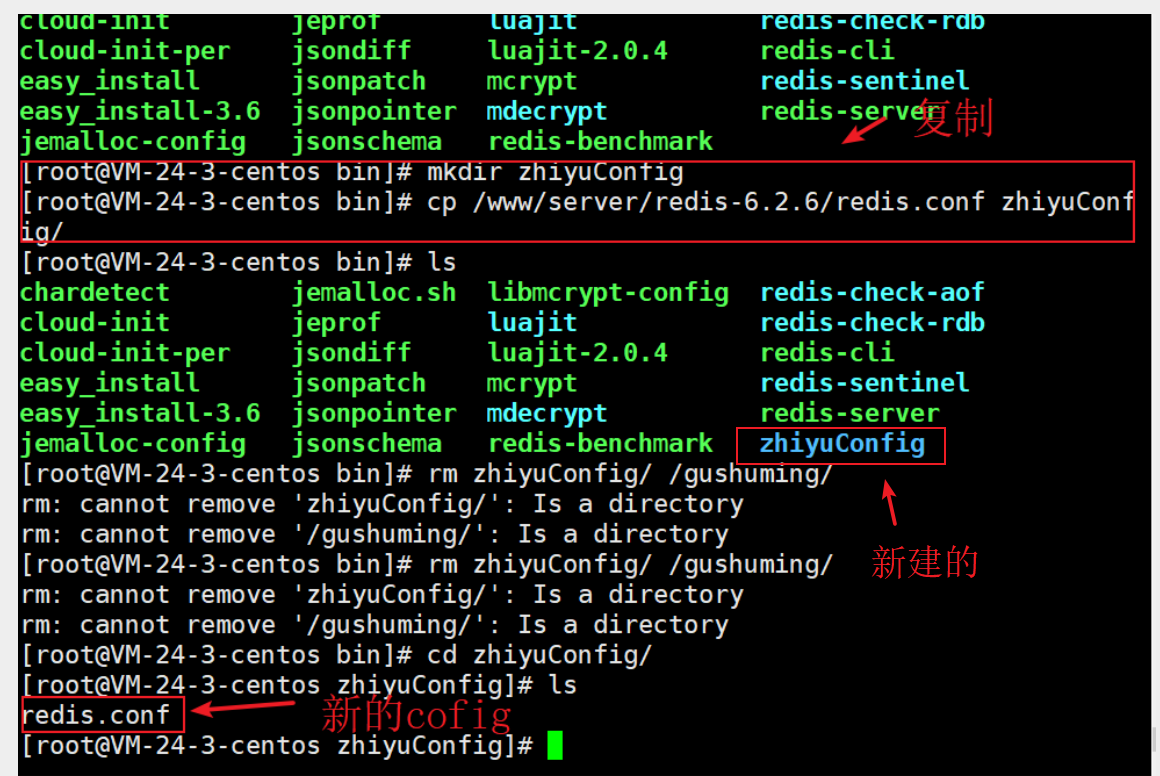 cloud-init jeprof luajit redis-check-rdb
cloud-init-per jsondiff luajit-2.0.4 redis-cli
easy_install jsonpatch mcrypt redis-sentinel
easy_install-3.6 jsonpointer mdecrypt redis-server
复制
jemalloc-config jsonschema redis-benchmark
[root@VM-24-3-centos bin]# mkdir zhiyuConfig
[root@VM-24-3-centos bin]# cp /www/server/redis-6.2.6/redis.conf zhiyuConf
ig/
[root@VM-24-3-centos bin]# ls
chardetect jemalloc.sh libmcrypt-config redis-check-aof
cloud-init jeprof luajit redis-check-rdb
cloud-init-per jsondiff luajit-2.0.4 redis-cli
easy_install jsonpatch mcrypt redis-sentinel
easy_install-3.6 jsonpointer mdecrypt redis-server
jemalloc-config jsonschema redis-benchmark zhiyuConfig
[root@VM-24-3-centos bin]# rm zhiyuConfig/ /gushuming/
rm: cannot remove 'zhiyuConfig/': Is a directory
rm: cannot remove '/gushuming/': Is a directory
[root@VM-24-3-centos bin]# rm zhiyuConfig/ /gushuming/
新建的
rm: cannot remove 'zhiyuConfig/': Is a directory
rm: cannot remove '/gushuming/': Is a directory
[root@VM-24-3-centos bin]# cd zhiyuConfig/
[root@VM-24-3-centos zhiyuConfig]# ls
redis.conf
新的cofig
[root@VM-24-3-centos zhiyuConfig]#